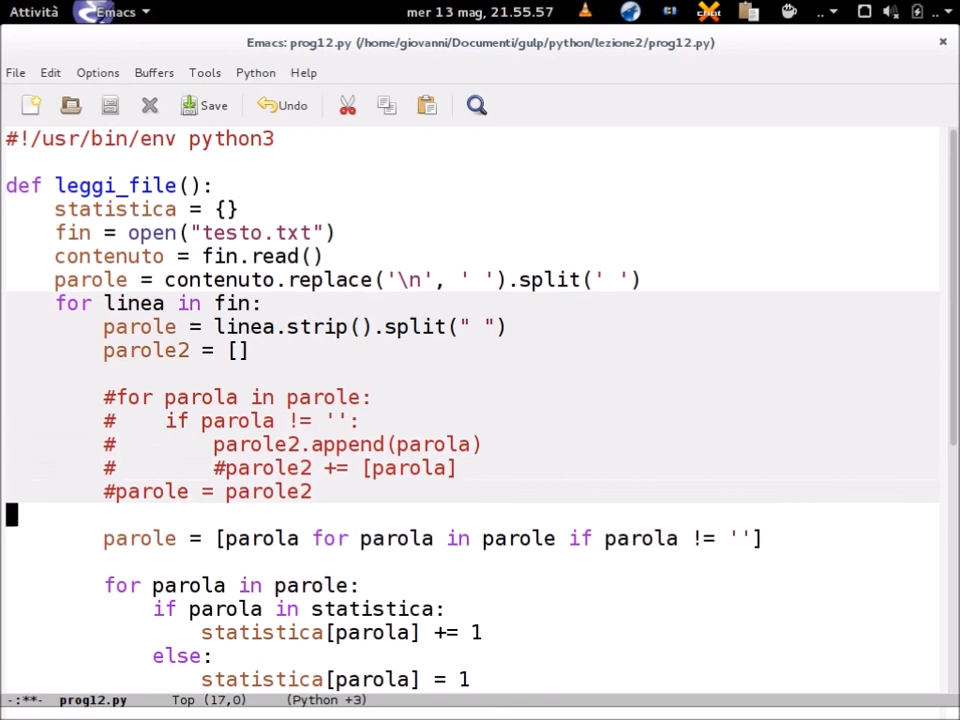 Attività Emacs mer 13 mag, 21.55.57
Emacs: prog12.py (/home/giovanni/Documenti/gulp/python/lezione2/prog12.py)
File Edit Options Buffers Tools Python Help
Save Undo
#!/usr/bin/env python3
def leggi_file():
    statistica = {}
    fin = open("testo.txt")
    contenuto = fin.read()
    parole = contenuto.replace('\n', ' ').split(' ')
    for linea in fin:
        parole = linea.strip().split(" ")
        parole2 = []
        #for parola in parole:
        #    if parola != '':
        #        parole2.append(parola)
        #        #parole2 += [parola]
        #parole = parole2
        parole = [parola for parola in parole if parola != '']
        for parola in parole:
            if parola in statistica:
                statistica[parola] += 1
            else:
                statistica[parola] = 1
-:**- prog12.py Top (17,0) (Python +3)